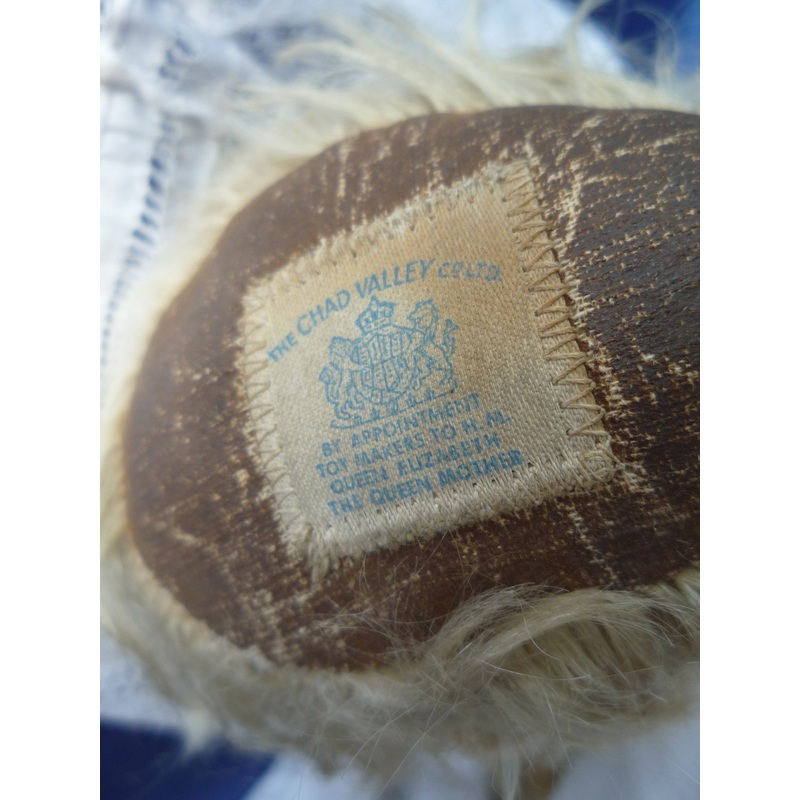 THE CHAD VALLEY CO LTD.
BY APPOINTMENT
TOY MAKERS TO H. M.
QUEEN ELIZABETH
THE QUEEN MOTHER